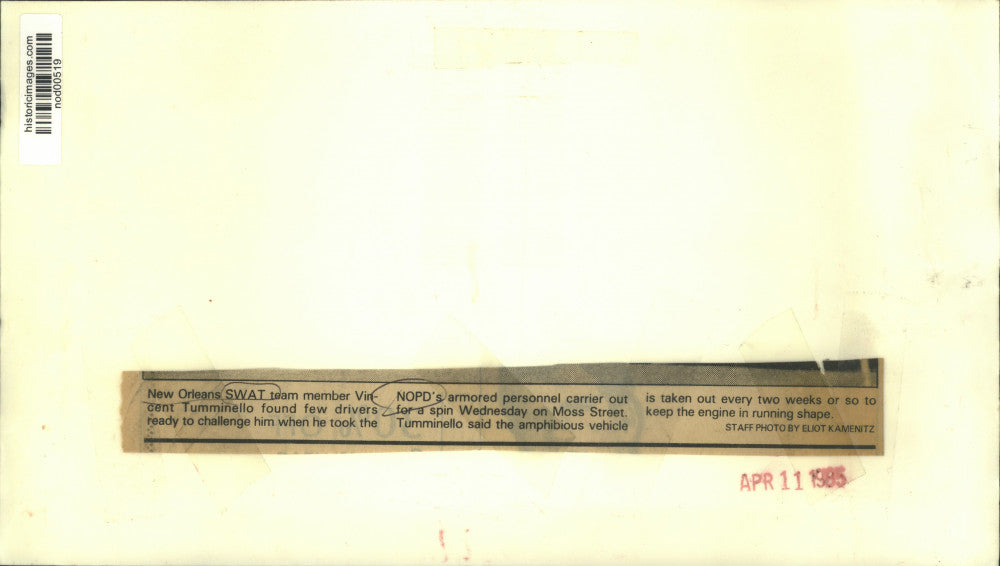 historicimages.com
nod00519
New Orleans SWAT team member Vin-
cent Tumminello found few drivers
ready to challenge him when he took the
NOPD's armored personnel carrier out
for a spin Wednesday on Moss Street.
Tumminello said the amphibious vehicle
is taken out every two weeks or so to
keep the engine in running shape.
STAFF PHOTO BY ELIOT KAMENITZ
APR 11 1985